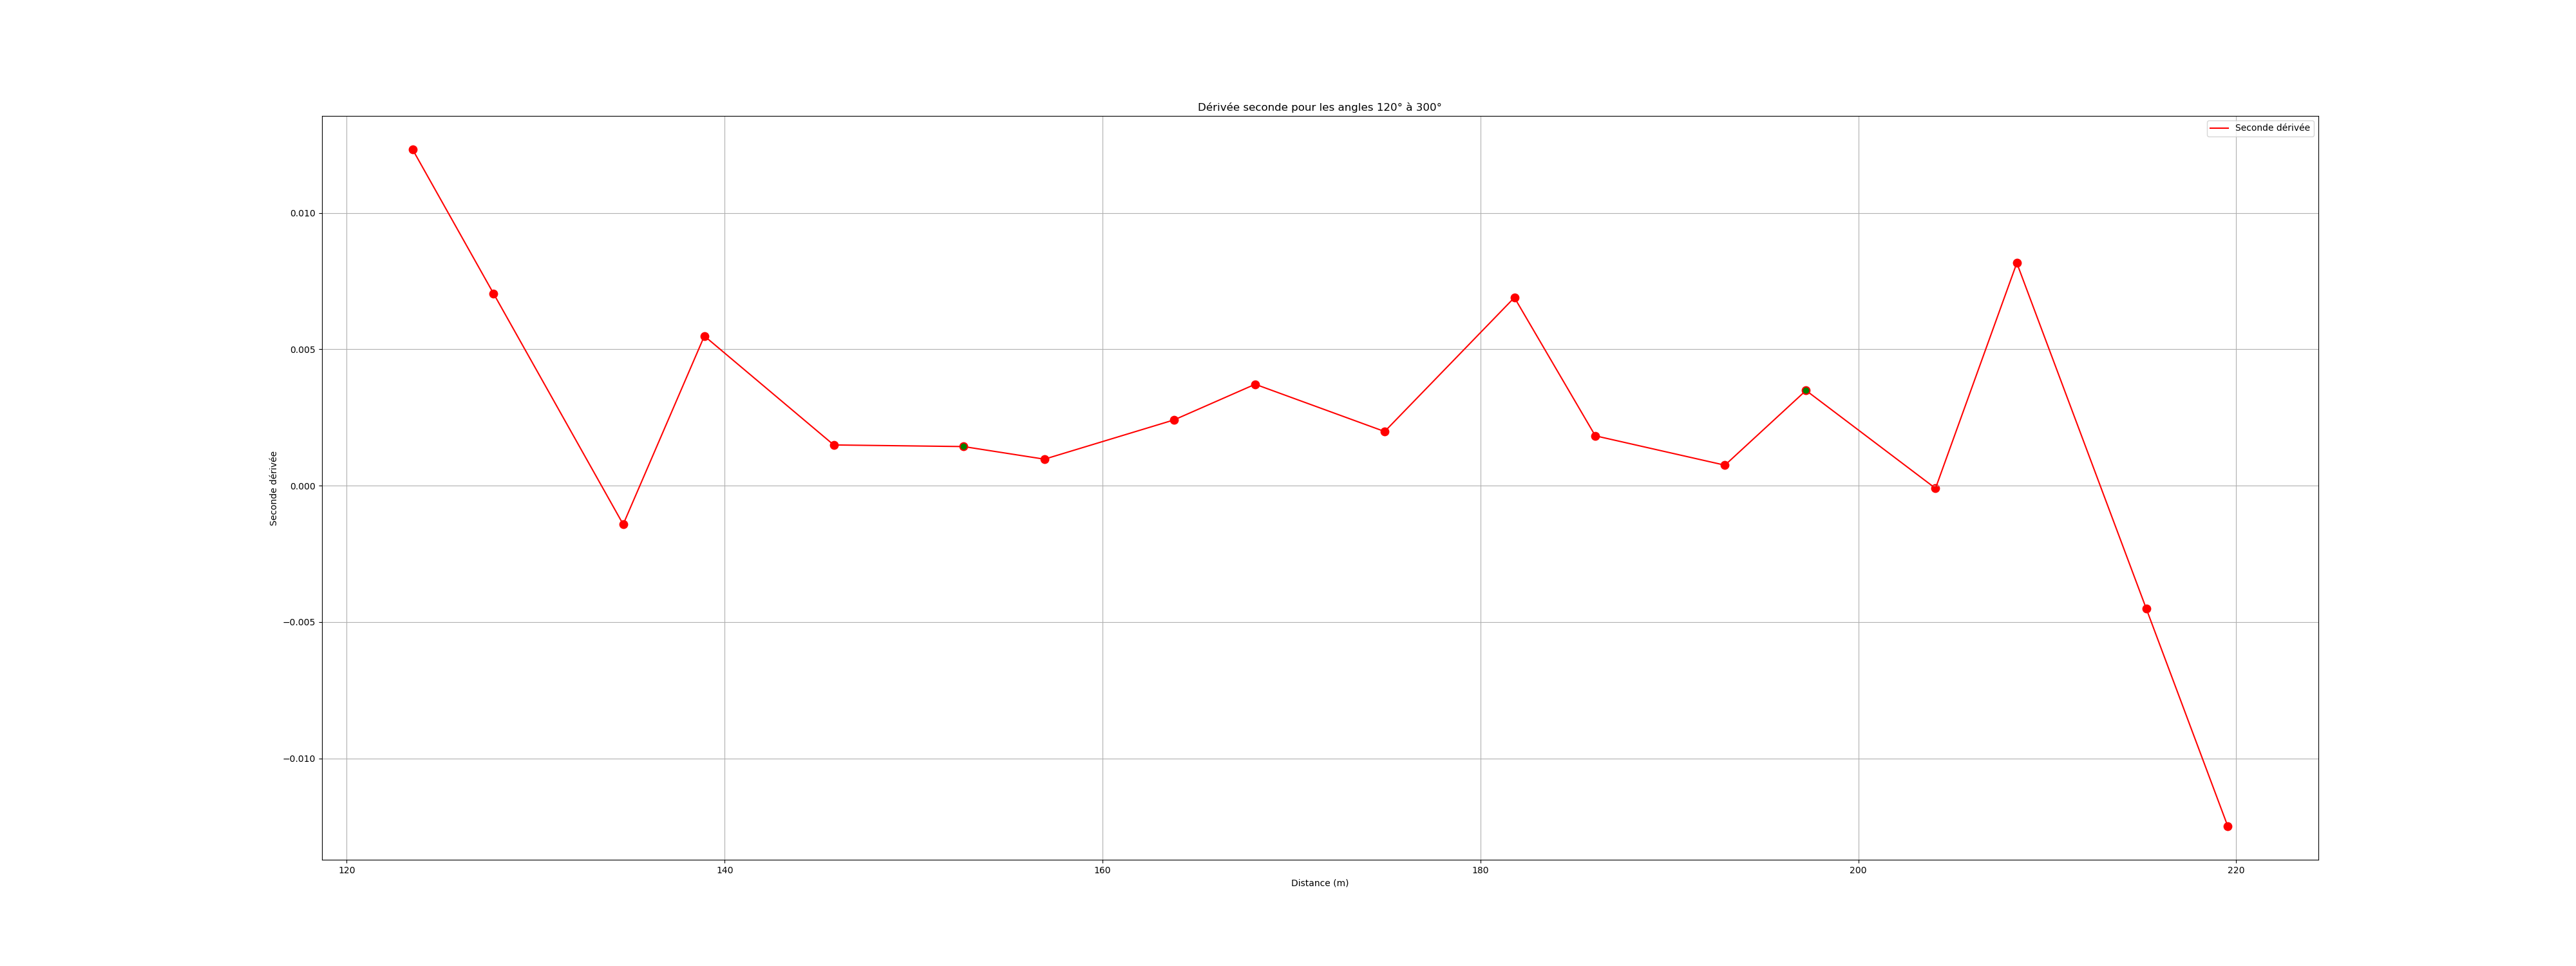 Dérivée seconde pour les angles 120° à 300°
Seconde dérivée
0.010
0.005
0.000
−0.005
−0.010
Seconde dérivée
120 140 160 180 200 220
Distance (m)